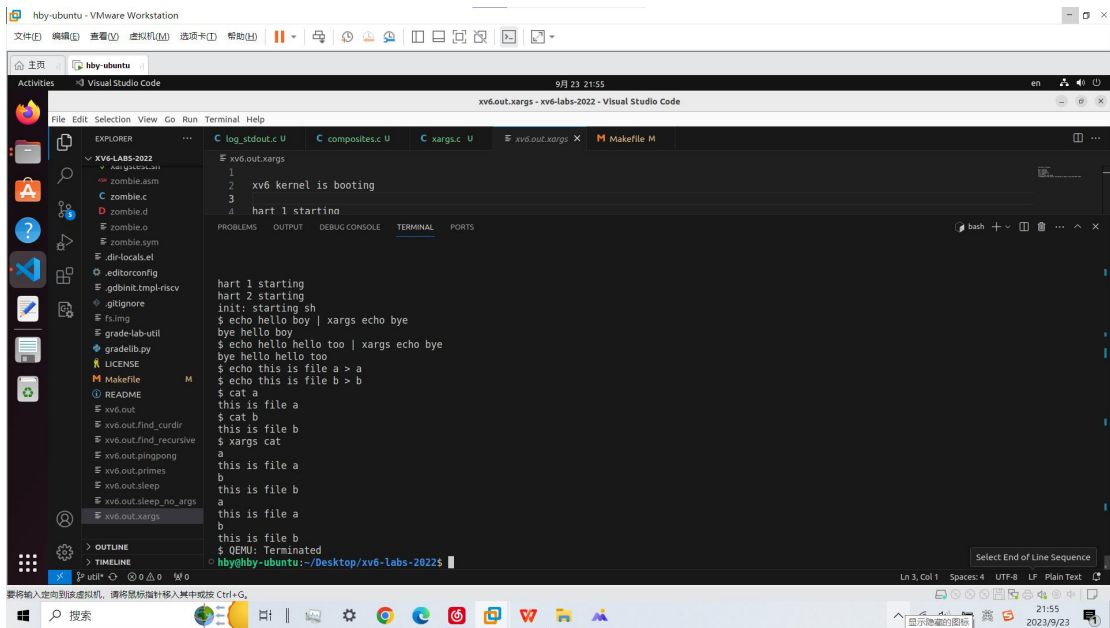 hby-ubuntu - VMware Workstation
文件(F) 编辑(E) 查看(V) 虚拟机(M) 选项卡(T) 帮助(H)
主页 hby-ubuntu
Activities Visual Studio Code 9月 23 21:55 en
xv6.out.xargs - xv6-labs-2022 - Visual Studio Code
File Edit Selection View Go Run Terminal Help
EXPLORER
log_stdout.c U composites.c U xargs.c U xv6.out.xargs Makefile M
XV6-LABS-2022
xv6.out.xargs
xargstest.sh
zombie.asm
zombie.c
zombie.d
zombie.o
zombie.sym
.dir-locals.el
.editorconfig
.gdbinit.tmpl-riscv
.gitignore
fs.img
grade-lab-util
gradelib.py
LICENSE
Makefile M
README
xv6.out
xv6.out.find_curdir
xv6.out.find_recursive
xv6.out.pingpong
xv6.out.primes
xv6.out.sleep
xv6.out.sleep_no_args
xv6.out.xargs
OUTLINE
TIMELINE
1
2 xv6 kernel is booting
3
4 hart 1 starting
PROBLEMS OUTPUT DEBUG CONSOLE TERMINAL PORTS bash
hart 1 starting
hart 2 starting
init: starting sh
$ echo hello boy | xargs echo bye
bye hello boy
$ echo hello hello too | xargs echo bye
bye hello hello too
$ echo this is file a > a
$ echo this is file b > b
$ cat a
this is file a
$ cat b
this is file b
$ xargs cat
a
this is file a
b
this is file b
a
this is file a
b
this is file b
$ QEMU: Terminated
hby@hby-ubuntu:~/Desktop/xv6-labs-2022$
Select End of Line Sequence
util* 0 0 0 Ln 3, Col 1 Spaces: 4 UTF-8 LF Plain Text
要将输入定向到该虚拟机，请将鼠标指针移入其中或按 Ctrl+G。
搜索
显示隐藏的图标
英
21:55
2023/9/23